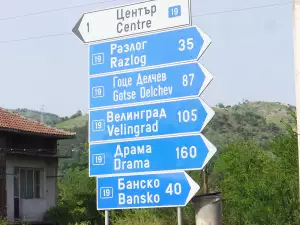 Център
1 Centre 19
Разлог 35
19 Razlog
Гоце Делчев 87
19 Gotse Delchev
Велинград 105
19 Velingrad
Драма 160
19 Drama
Банско 40
19 Bansko